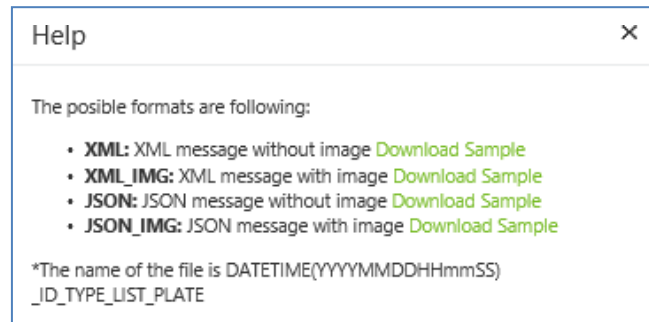 Help
The posible formats are following:
• XML: XML message without image Download Sample
• XML_IMG: XML message with image Download Sample
• JSON: JSON message without image Download Sample
• JSON_IMG: JSON message with image Download Sample
*The name of the file is DATETIME(YYYYMMDDHHmmSS)
_ID_TYPE_LIST_PLATE